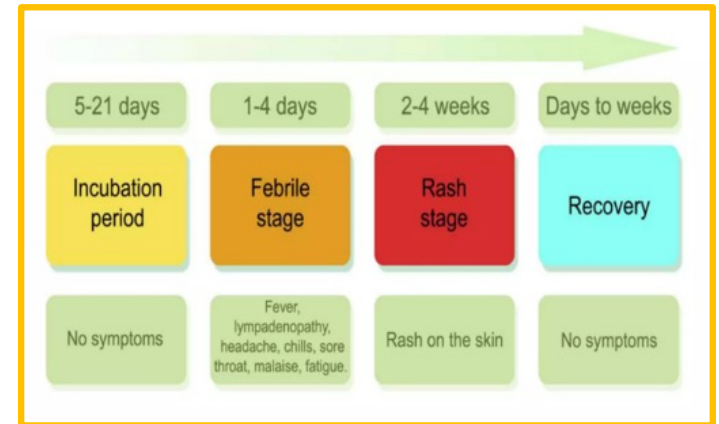 5-21 days
1-4 days
2-4 weeks
Days to weeks
Incubation
period
Febrile
stage
Rash
stage
Recovery
No symptoms
Fever,
lympadenopathy,
headache, chills, sore
throat, malaise, fatigue.
Rash on the skin
No symptoms